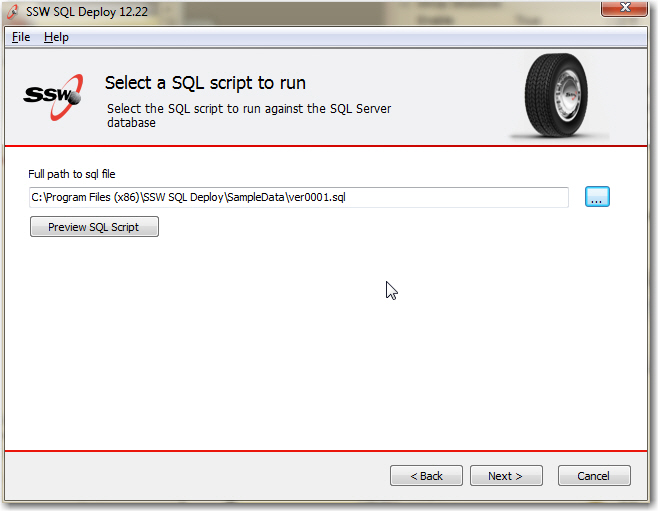 SSW SQL Deploy 12.22
File Help
SSW
Select a SQL script to run
Select the SQL script to run against the SQL Server
database
Full path to sql file
C:\Program Files (x86)\SSW SQL Deploy\SampleData\ver0001.sql
...
Preview SQL Script
< Back Next > Cancel